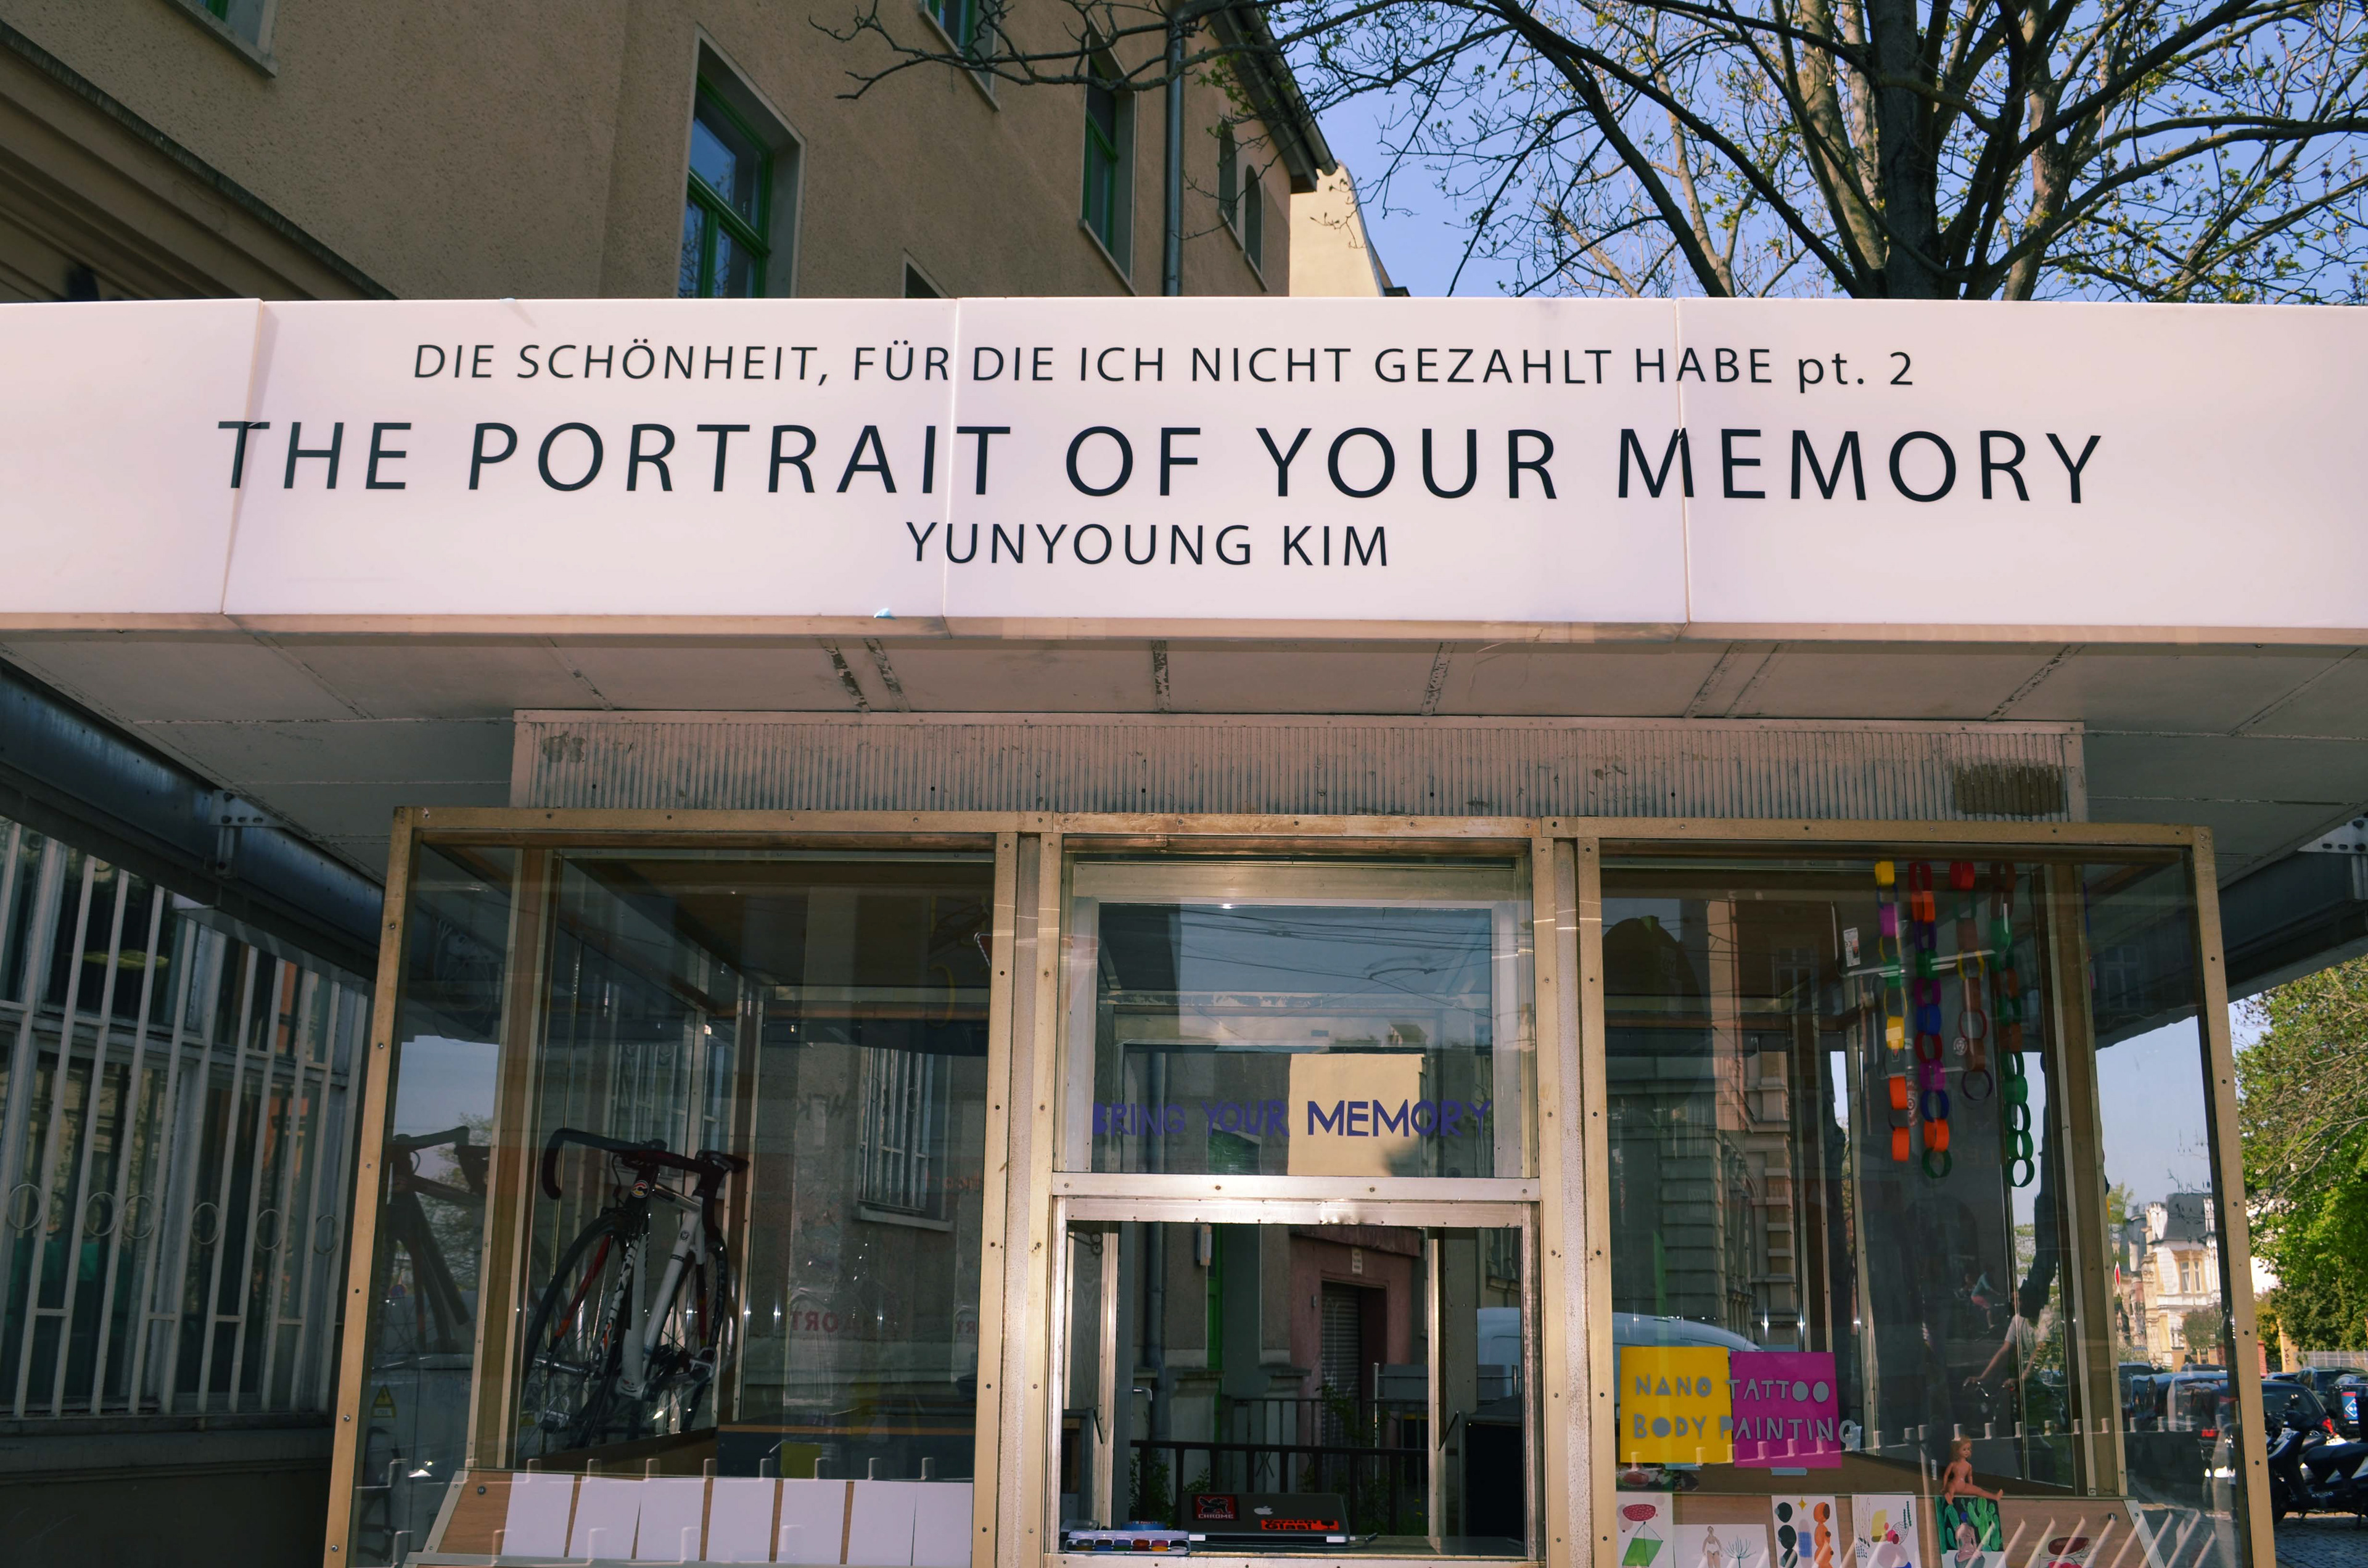 DIE SCHÖNHEIT, FÜR DIE ICH NICHT GEZAHLT HABE pt. 2
THE PORTRAIT OF YOUR MEMORY
YUNYOUNG KIM
BRING YOUR MEMORY
NANO TATTOO
BODY PAINTING
CHROME